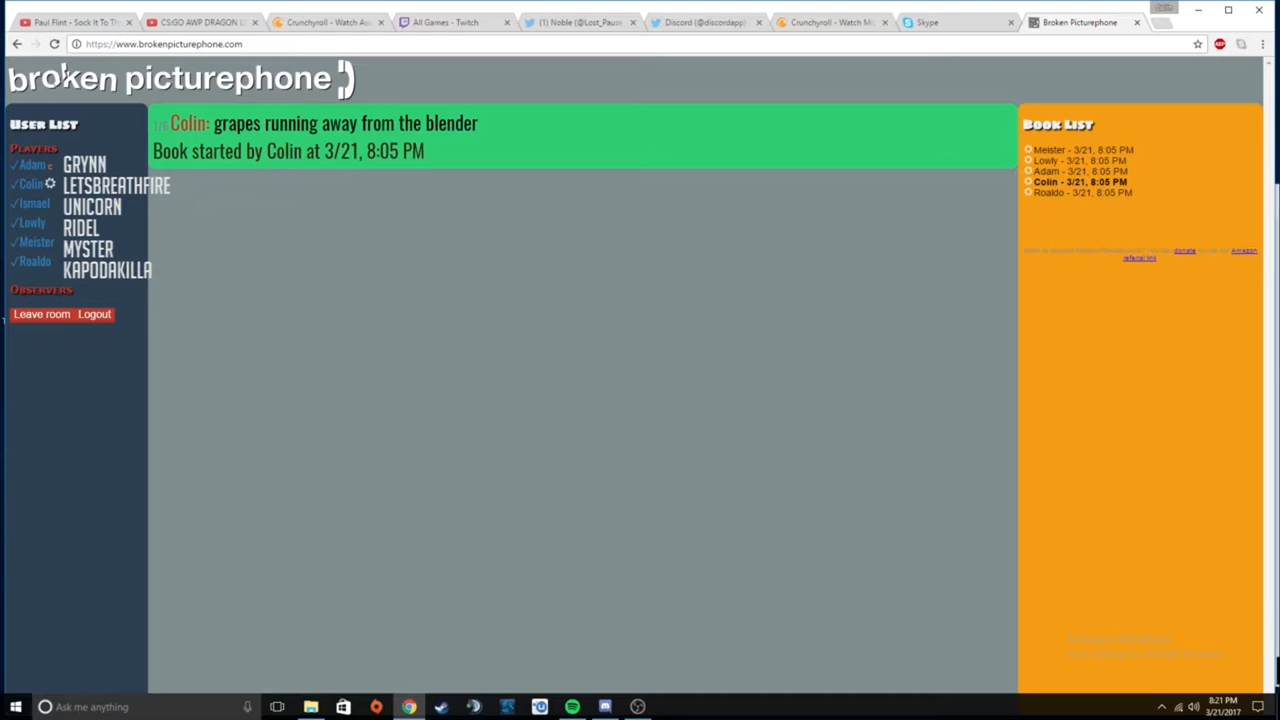 Paul Flint - Sock It To Th
CS:GO AWP DRAGON L
Crunchyroll - Watch As
All Games - Twitch
(1) Noble (@Lost_Pause
Discord (@discordapp)
Crunchyroll - Watch M
Skype
Broken Picturephone
Colin
https://www.brokenpicturephone.com
broken picturephone
User List
Players
✓Adam c GRYNN
✓Colin LETSBREATHFIRE
✓Ismael UNICORN
✓Lowly RIDEL
✓Meister MYSTER
✓Roaldo KAPODAKILLA
Observers
Leave room Logout
1/6 Colin: grapes running away from the blender
Book started by Colin at 3/21, 8:05 PM
Book List
Meister - 3/21, 8:05 PM
Lowly - 3/21, 8:05 PM
Adam - 3/21, 8:05 PM
Colin - 3/21, 8:05 PM
Roaldo - 3/21, 8:05 PM
donate Amazon
referral link
Ask me anything
8:21 PM
3/21/2017